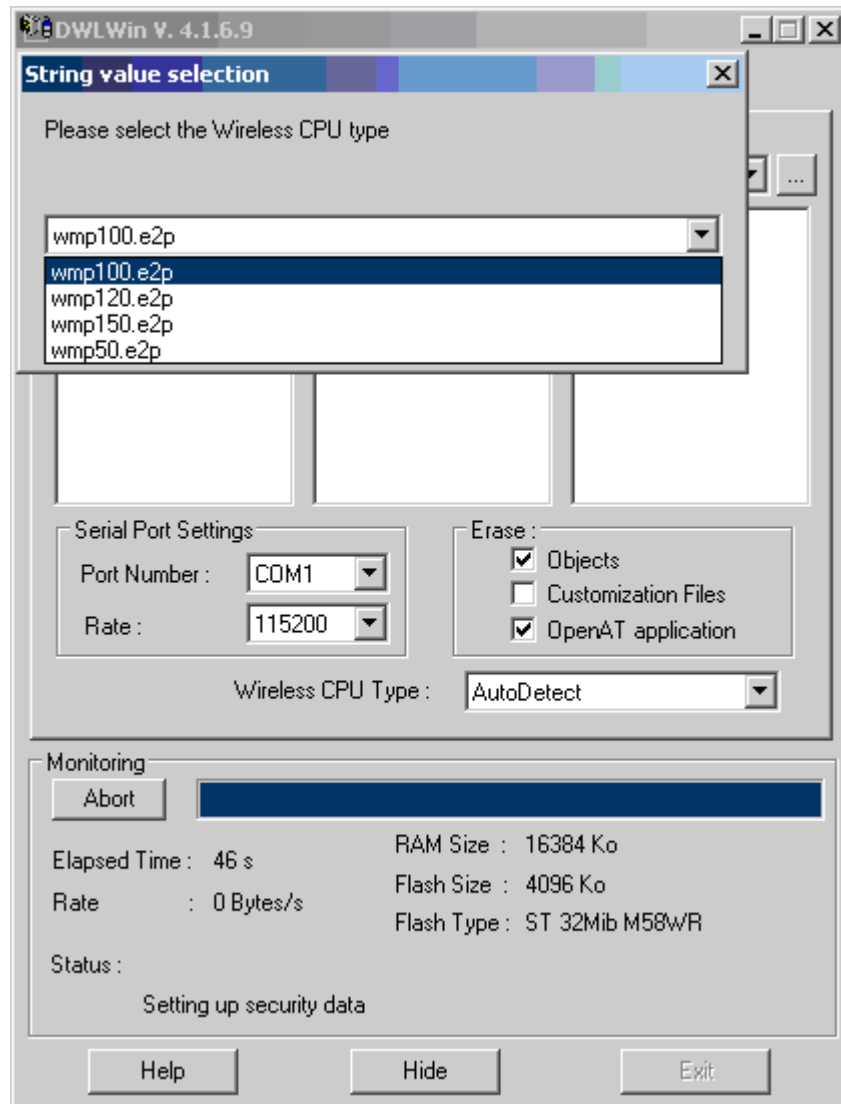 DWLWin V. 4.1.6.9
String value selection
Please select the Wireless CPU type
...
wmp100.e2p
wmp100.e2p
wmp120.e2p
wmp150.e2p
wmp50.e2p
Serial Port Settings
Port Number : COM1
Rate : 115200
Erase :
Objects
Customization Files
OpenAT application
Wireless CPU Type : AutoDetect
Monitoring
Abort
Elapsed Time : 46 s
Rate : 0 Bytes/s
RAM Size : 16384 Ko
Flash Size : 4096 Ko
Flash Type : ST 32Mib M58WR
Status :
Setting up security data
Help Hide Exit